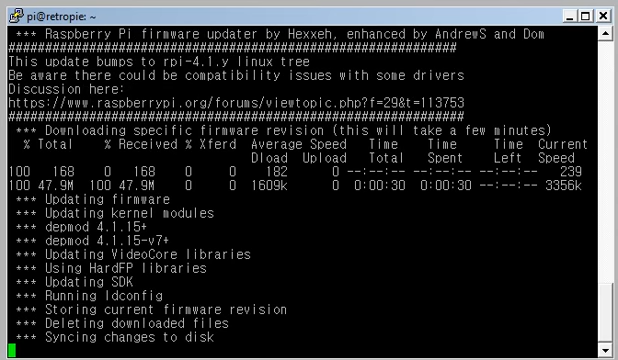 pi@retropie: ~
*** Raspberry Pi firmware updater by Hexxeh, enhanced by AndrewS and Dom
#############################################################
This update bumps to rpi-4.1.y linux tree
Be aware there could be compatibility issues with some drivers
Discussion here:
https://www.raspberrypi.org/forums/viewtopic.php?f=29&t=113753
##############################################################
*** Downloading specific firmware revision (this will take a few minutes)
% Total % Received % Xferd Average Speed Time Time Time Current
Dload Upload Total Spent Left Speed
100 168 0 168 0 0 182 0 --:--:-- --:--:-- --:--:-- 239
100 47.9M 100 47.9M 0 0 1609k 0 0:00:30 0:00:30 --:--:-- 3356k
*** Updating firmware
*** Updating kernel modules
*** depmod 4.1.15+
*** depmod 4.1.15-v7+
*** Updating VideoCore libraries
*** Using HardFP libraries
*** Updating SDK
*** Running ldconfig
*** Storing current firmware revision
*** Deleting downloaded files
*** Syncing changes to disk